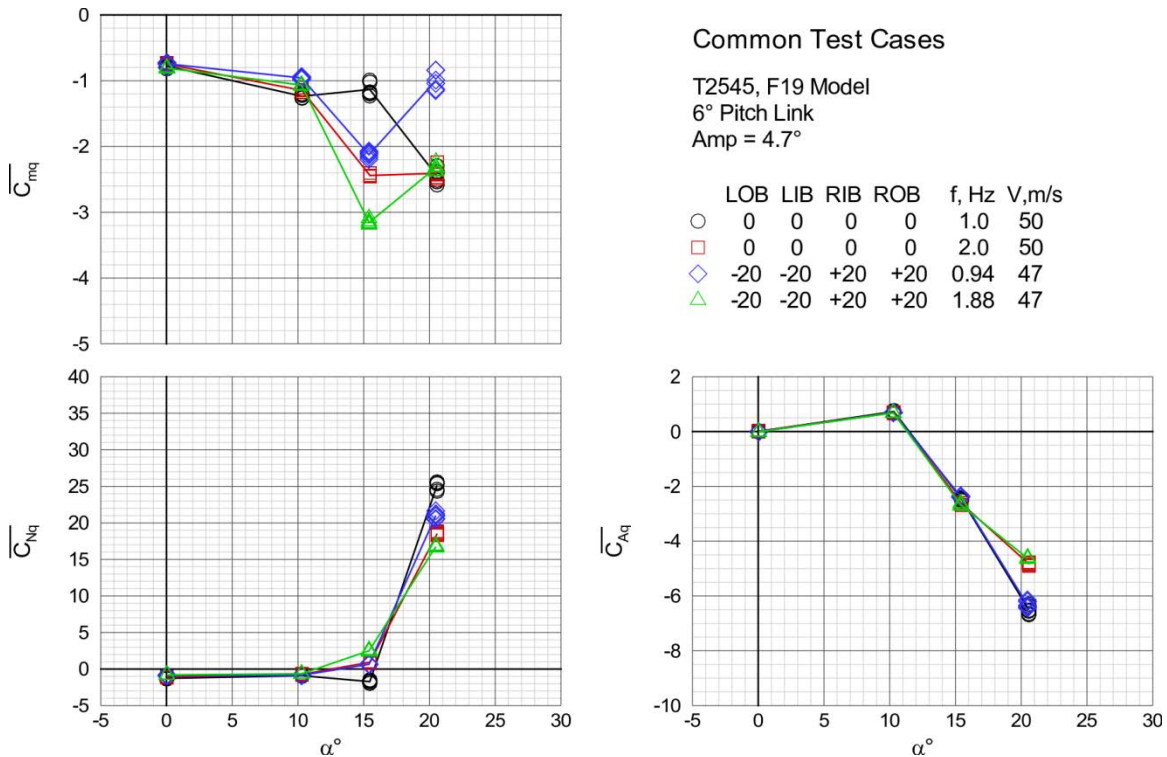 Common Test Cases
T2545, F19 Model
6° Pitch Link
Amp = 4.7°
LOB LIB RIB ROB f, Hz V,m/s
0 0 0 0 1.0 50
0 0 0 0 2.0 50
-20 -20 +20 +20 0.94 47
-20 -20 +20 +20 1.88 47
0
-1
-2
-3
-4
-5
Cmq
40
35
30
25
20
15
10
5
0
-5
CNq
-5 0 5 10 15 20 25 30
α°
2
0
-2
-4
-6
-8
-10
CAq
-5 0 5 10 15 20 25 30
α°